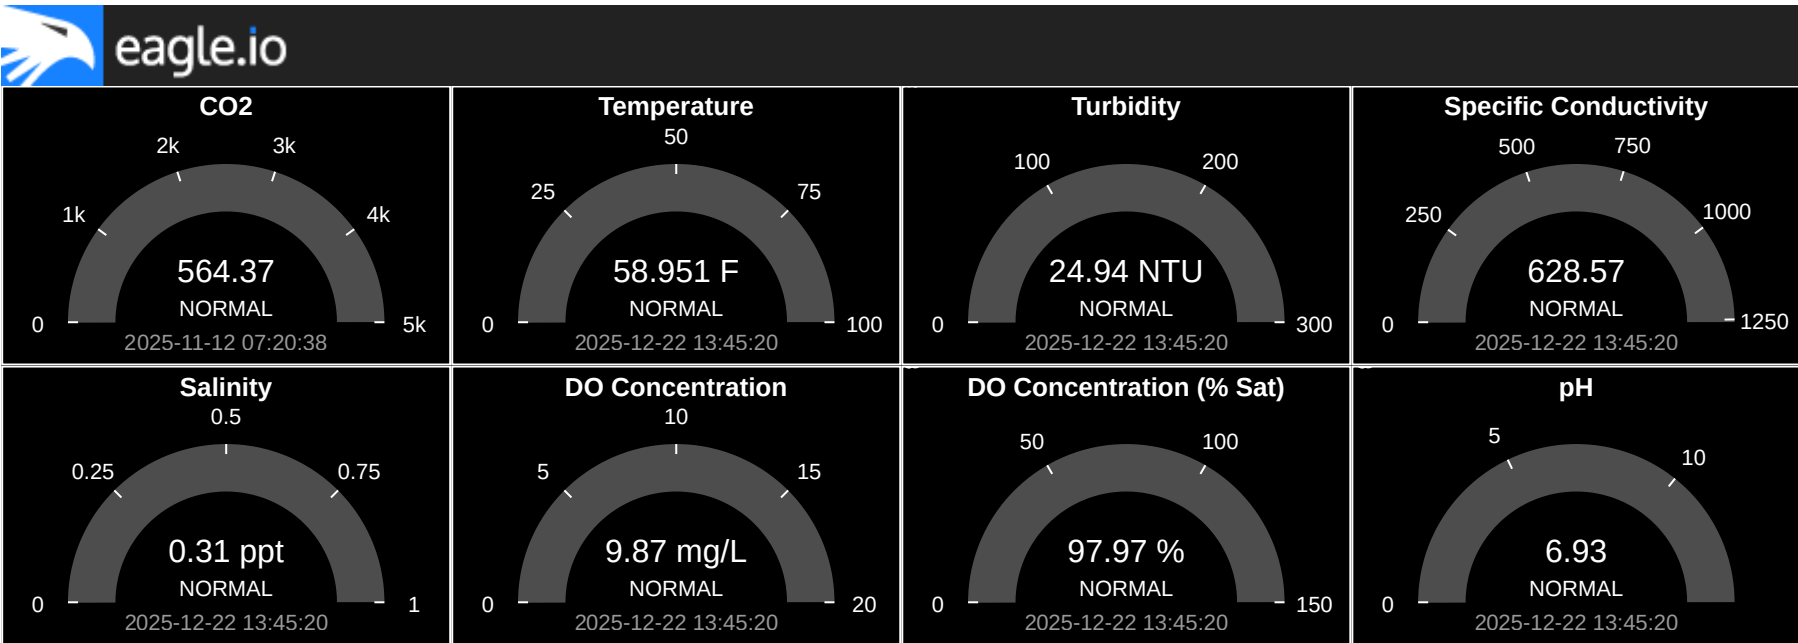 eagle.io
CO2
2k
3k
1k
4k
564.37
NORMAL
0
5k
2025-11-12 07:20:38
Temperature
50
25
75
58.951 F
NORMAL
0
100
2025-12-22 13:45:20
Turbidity
100
200
24.94 NTU
NORMAL
0
300
2025-12-22 13:45:20
Specific Conductivity
500
750
250
1000
628.57
NORMAL
0
1250
2025-12-22 13:45:20
Salinity
0.5
0.25
0.75
0.31 ppt
NORMAL
0
1
2025-12-22 13:45:20
DO Concentration
10
5
15
9.87 mg/L
NORMAL
0
20
2025-12-22 13:45:20
DO Concentration (% Sat)
50
100
97.97 %
NORMAL
0
150
2025-12-22 13:45:20
pH
5
10
6.93
NORMAL
0
2025-12-22 13:45:20